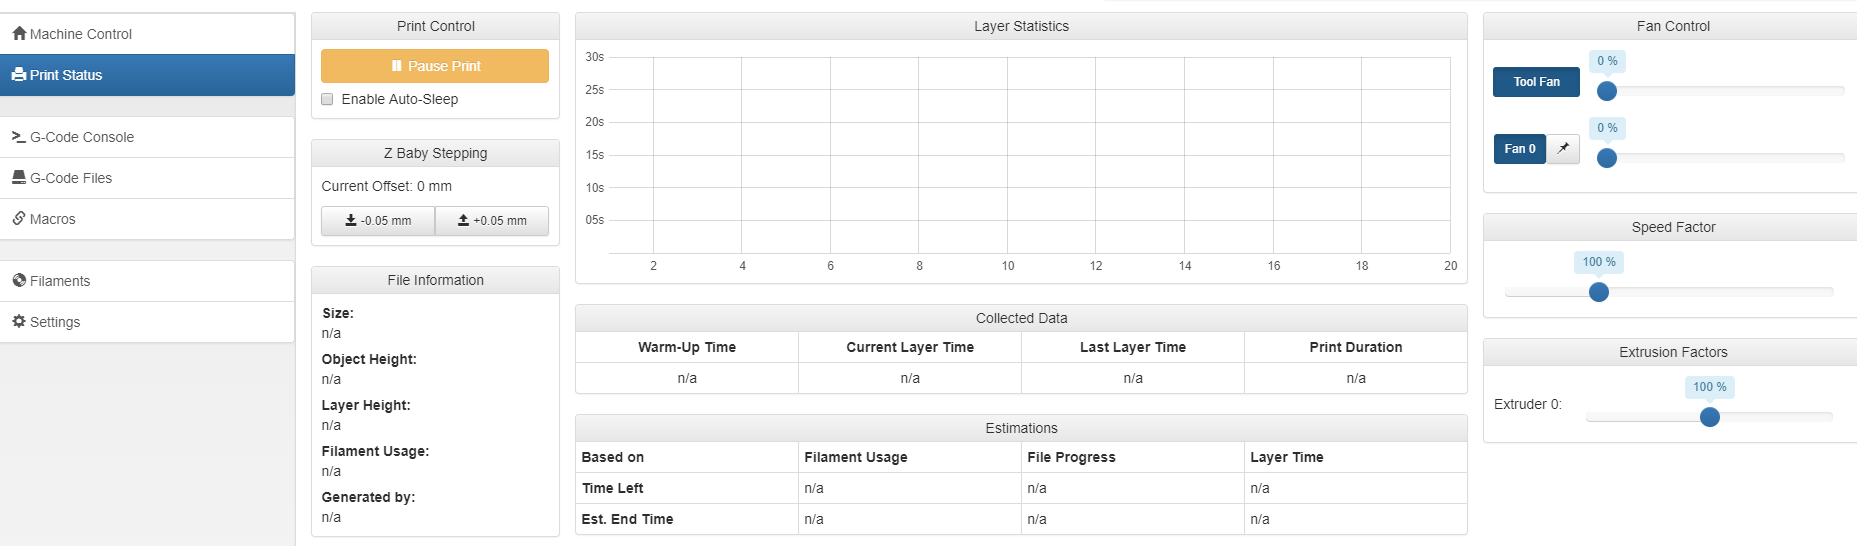 Machine Control
Print Status
G-Code Console
G-Code Files
Macros
Filaments
Settings
Print Control
Pause Print
Enable Auto-Sleep
Z Baby Stepping
Current Offset: 0 mm
-0.05 mm +0.05 mm
File Information
Size:
n/a
Object Height:
n/a
Layer Height:
n/a
Filament Usage:
n/a
Generated by:
n/a
Layer Statistics
30s
25s
20s
15s
10s
05s
2 4 6 8 10 12 14 16 18 20
Collected Data
Warm-Up Time Current Layer Time Last Layer Time Print Duration
n/a n/a n/a n/a
Estimations
Based on Filament Usage File Progress Layer Time
Time Left n/a n/a n/a
Est. End Time n/a n/a n/a
Fan Control
0 %
Tool Fan
0 %
Fan 0
Speed Factor
100 %
Extrusion Factors
100 %
Extruder 0: